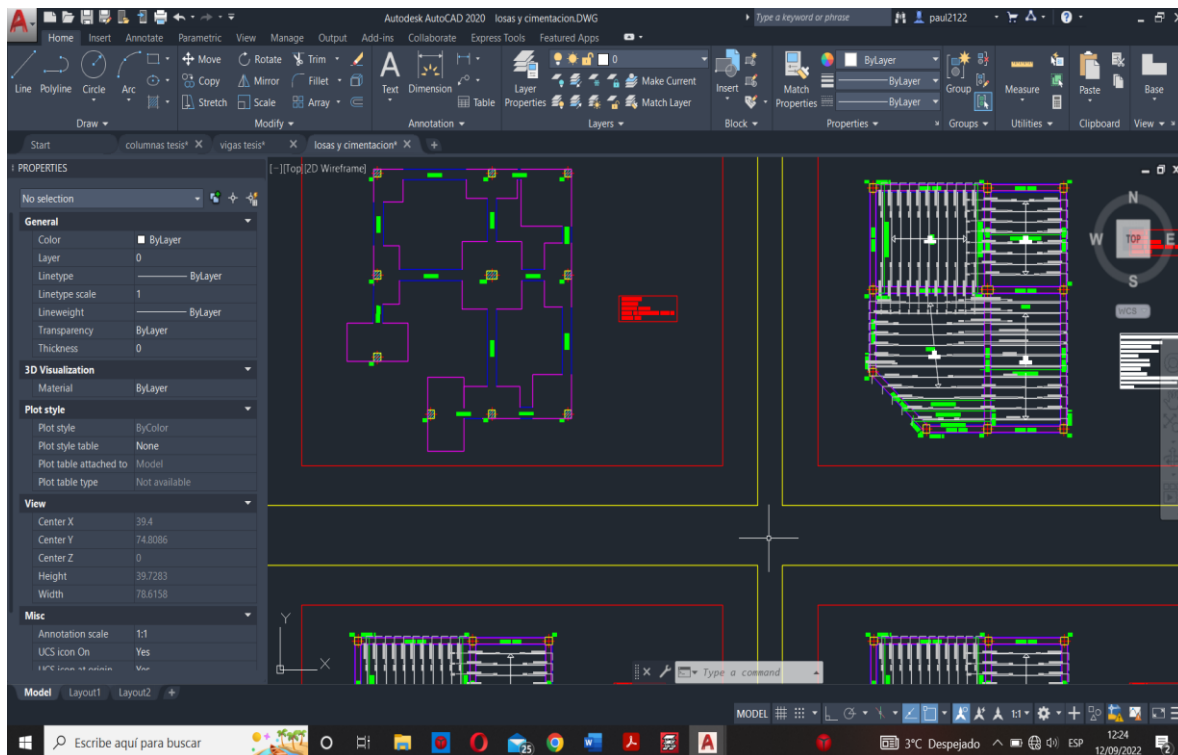 Autodesk AutoCAD 2020 losas y cimentacion.DWG
Type a keyword or phrase
paul2122
Home Insert Annotate Parametric View Manage Output Add-ins Collaborate Express Tools Featured Apps
Line Polyline Circle Arc
Move Rotate Trim
Copy Mirror Fillet
Stretch Scale Array
Text Dimension
Table
Layer Properties
0
Make Current
Match Layer
Insert
Match Properties
ByLayer
ByLayer
ByLayer
Group
Measure
Paste
Base
Draw Modify Annotation Layers Block Properties Groups Utilities Clipboard View
Start columnas tesis* vigas tesis* losas y cimentacion*
PROPERTIES
[-][Top][2D Wireframe]
No selection
General
Color ByLayer
Layer 0
Linetype ByLayer
Linetype scale 1
Lineweight ByLayer
Transparency ByLayer
Thickness 0
3D Visualization
Material ByLayer
Plot style
Plot style ByColor
Plot style table None
Plot table attached to Model
Plot table type Not available
View
Center X 39.4
Center Y 74.8086
Center Z 0
Height 39.7283
Width 78.6158
Misc
Annotation scale 1:1
UCS icon On Yes
UCS icon at origin Yes
N
W TOP E
S
WCS
Y
X
Type a command
Model Layout1 Layout2
MODEL 1:1
Escribe aquí para buscar
25
3°C Despejado
ESP
12:24
12/09/2022
2